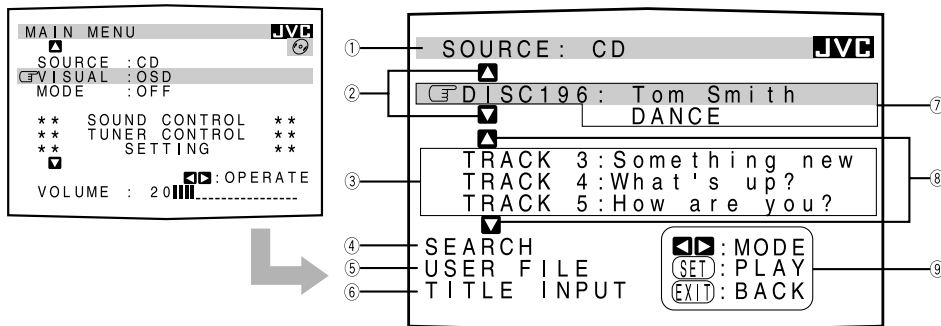 MAIN MENU JVC
SOURCE : CD
VISUAL : OSD
MODE : OFF
** SOUND CONTROL **
** TUNER CONTROL **
** SETTING **
◀▶: OPERATE
VOLUME : 20
① SOURCE: CD JVC
②
DISC196: Tom Smith
DANCE
⑦
③
TRACK 3:Something new
TRACK 4:What's up?
TRACK 5:How are you?
⑧
④ SEARCH
⑤ USER FILE
⑥ TITLE INPUT
◀▶: MODE
SET: PLAY
EXIT: BACK
⑨